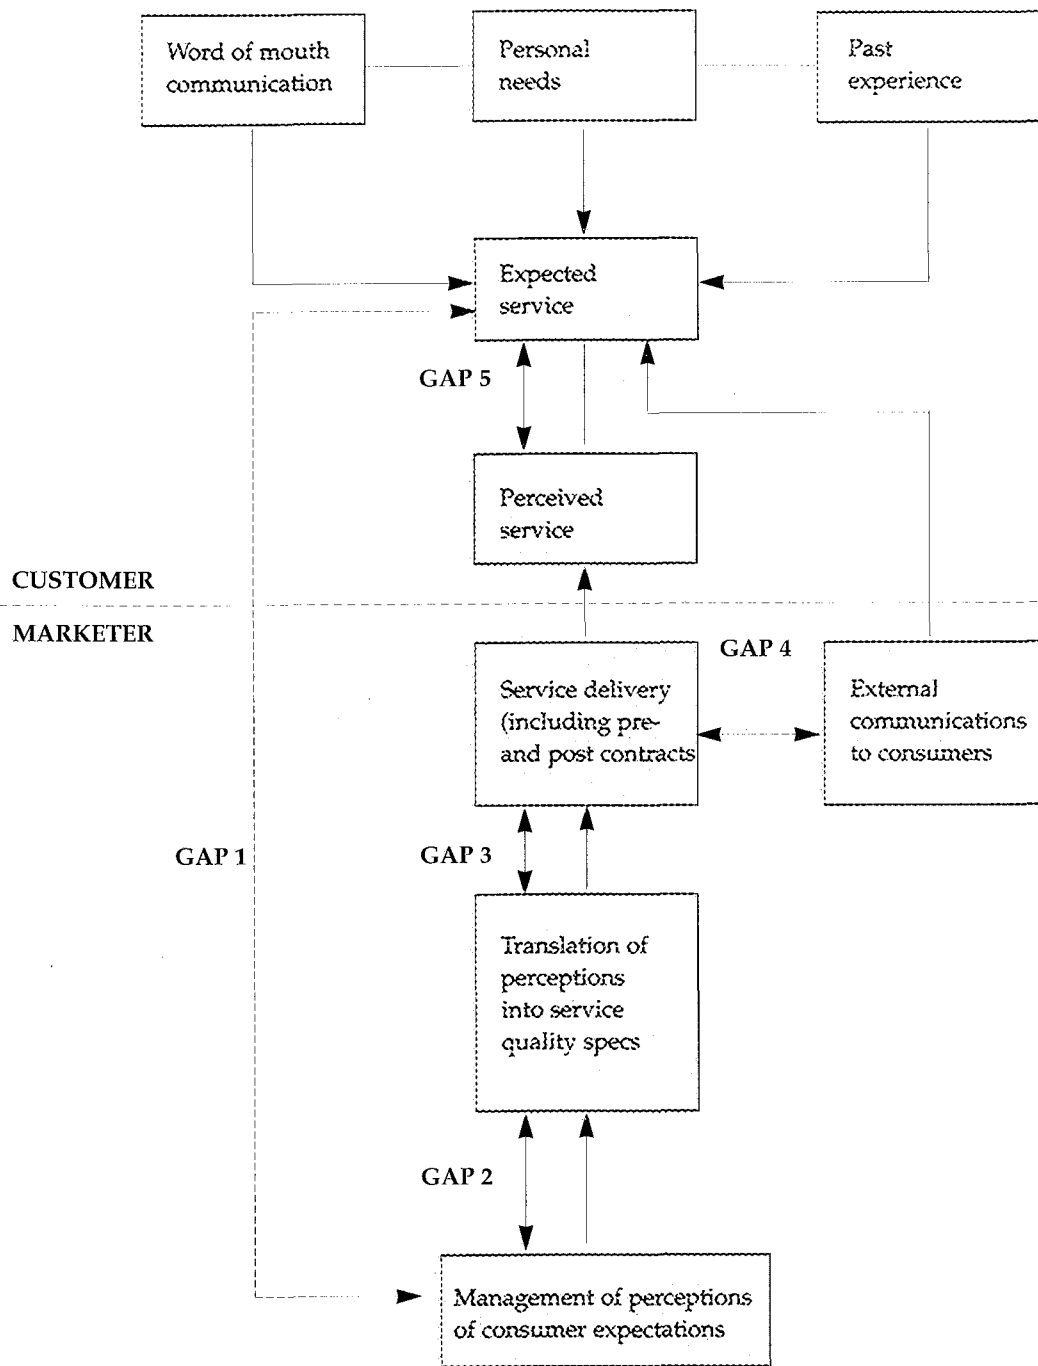 Word of mouth
communication
Personal
needs
Past
experience
Expected
service
GAP 5
Perceived
service
CUSTOMER
MARKETER
GAP 4
Service delivery
(including pre-
and post contracts
External
communications
to consumers
GAP 1
GAP 3
Translation of
perceptions
into service
quality specs
GAP 2
Management of perceptions
of consumer expectations